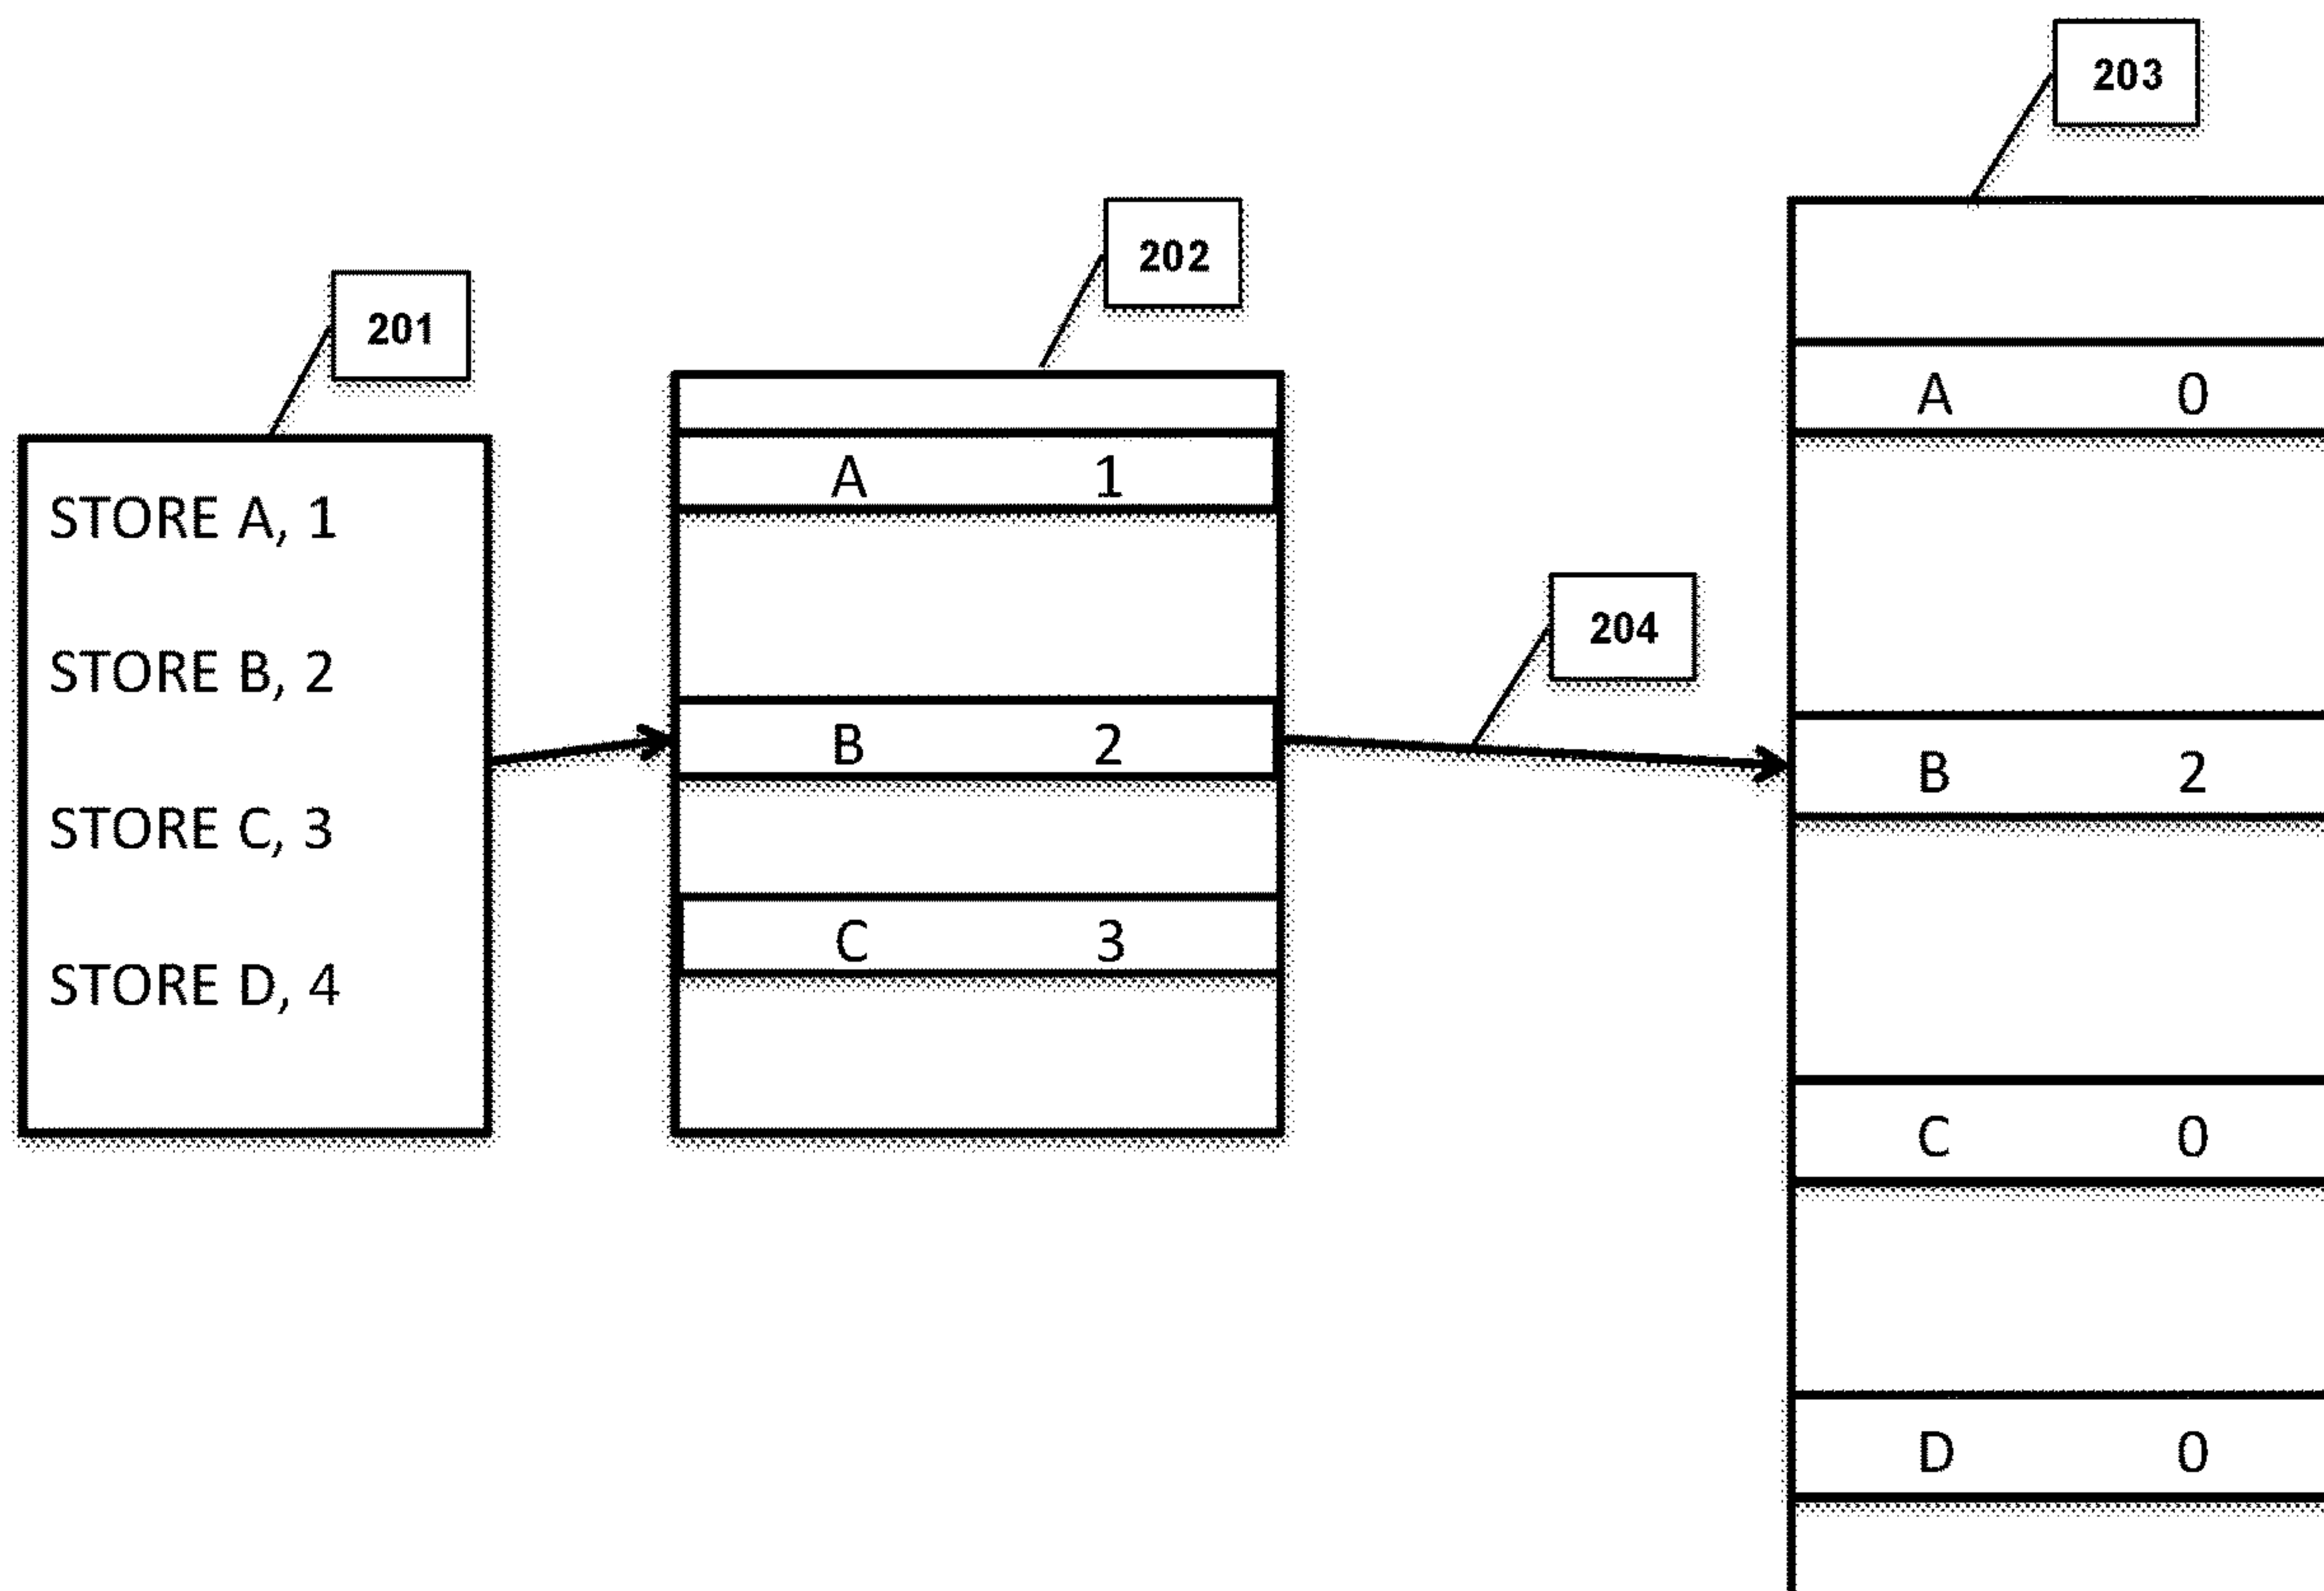 203
202
201
A 0
A 1
STORE A, 1
204
STORE B, 2
B 2
B 2
STORE C, 3
C 3
STORE D, 4
C 0
D 0